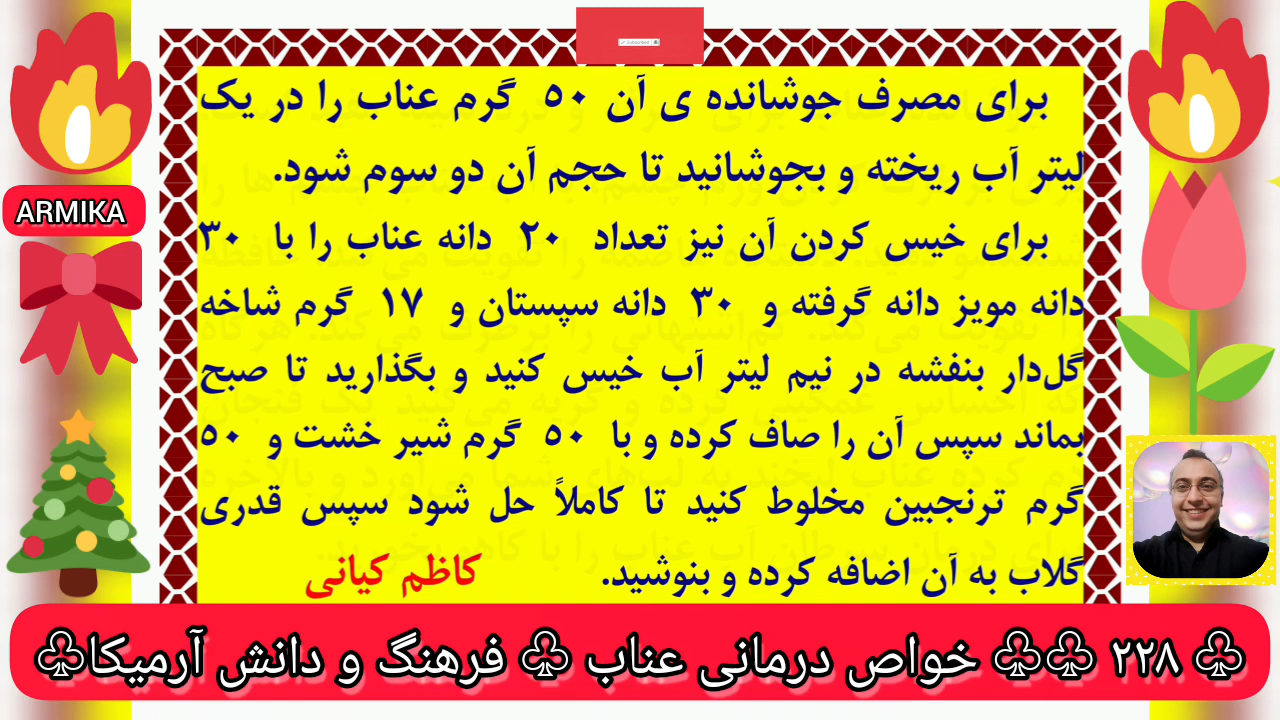 برای مصرف جوشانده ی آن ۵۰ گرم عناب را در یک
لیتر آب ریخته و بجوشانید تا حجم آن دو سوم شود.
برای خیس کردن آن نیز تعداد ۲۰ دانه عناب را با ۳۰
دانه مویز دانه گرفته و ۳۰ دانه سپستان و ۱۷ گرم شاخه
گل‌دار بنفشه در نیم لیتر آب خیس کنید و بگذارید تا صبح
بماند سپس آن را صاف کرده و با ۵۰ گرم شیر خشت و ۵۰
گرم ترنجبین مخلوط کنید تا کاملاً حل شود سپس قدری
گلاب به آن اضافه کرده و بنوشید.
کاظم کیانی
ARMIKA
♧ ۲۲۸ ♧♧ خواص درمانی عناب ♧ فرهنگ و دانش آرمیکا♧